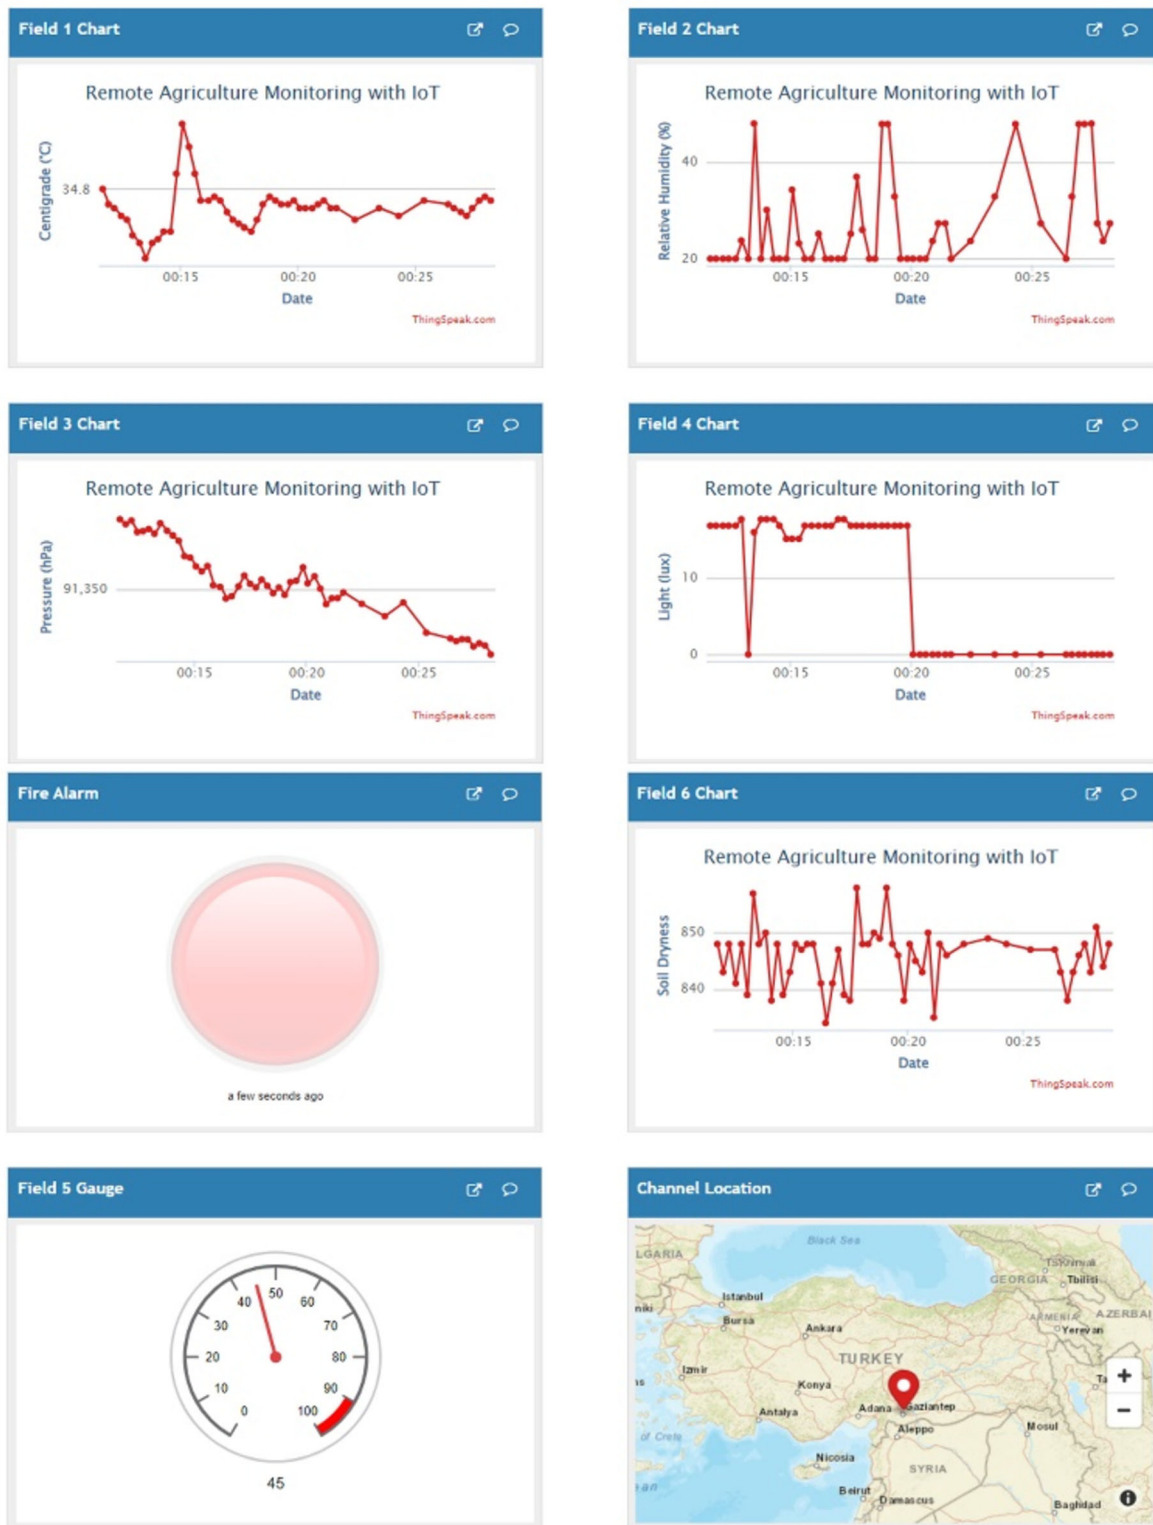 Field 1 Chart
Remote Agriculture Monitoring with IoT
Centigrade (°C)
34.8
00:15 00:20 00:25
Date
ThingSpeak.com
Field 2 Chart
Remote Agriculture Monitoring with IoT
Relative Humidity (%)
40
20
00:15 00:20 00:25
Date
ThingSpeak.com
Field 3 Chart
Remote Agriculture Monitoring with IoT
Pressure (hPa)
91,350
00:15 00:20 00:25
Date
ThingSpeak.com
Field 4 Chart
Remote Agriculture Monitoring with IoT
Light (lux)
10
0
00:15 00:20 00:25
Date
ThingSpeak.com
Fire Alarm
a few seconds ago
Field 6 Chart
Remote Agriculture Monitoring with IoT
Soil Dryness
850
840
00:15 00:20 00:25
Date
ThingSpeak.com
Field 5 Gauge
0
10
20
30
40
50
60
70
80
90
100
45
Channel Location
Black Sea
LGARIA
GEORGIA
Tbilisi
Istanbul
niki
Bursa
Ankara
ARMENIA
AZERBAI
Yerevan
TURKEY
Izmir
Konya
Ta
Antalya
Adana
Gaziantep
Aleppo
Mosul
of Crete
Nicosia
SYRIA
Beirut
Damascus
Baghdad
+
−